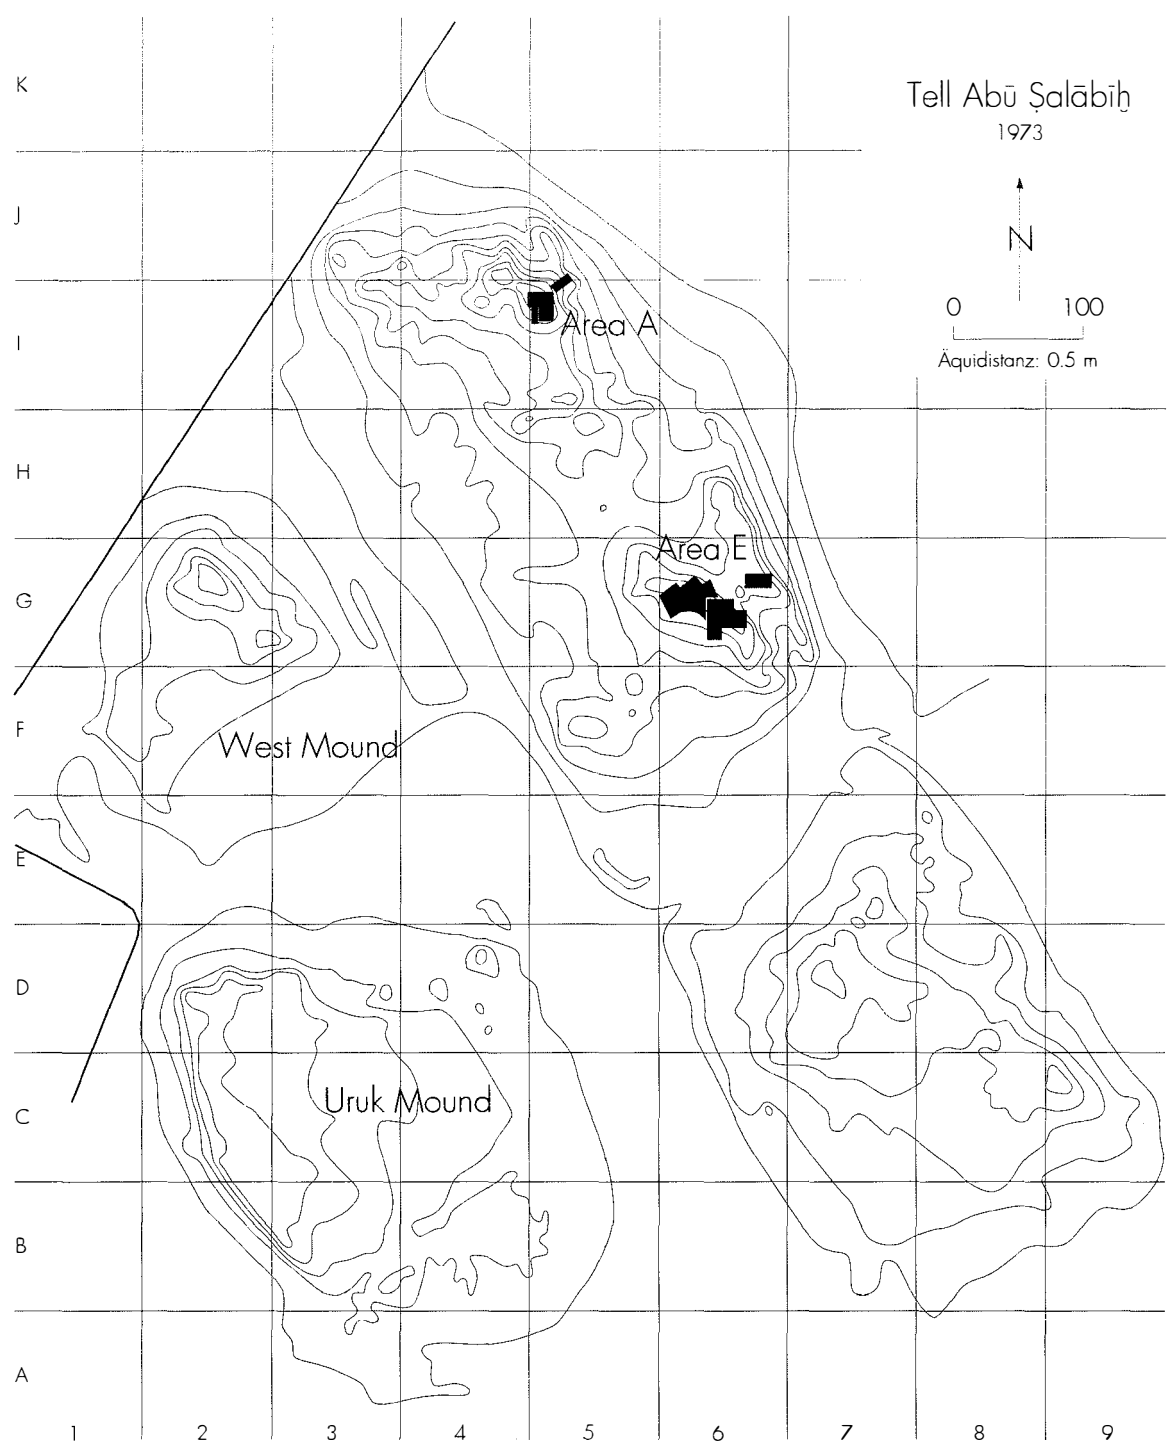 K
Tell Abū Ṣalābīḫ
1973
J
N
0 100
Area A
I
Äquidistanz: 0.5 m
H
Area E
G
F
West Mound
E
D
Uruk Mound
C
B
A
1 2 3 4 5 6 7 8 9